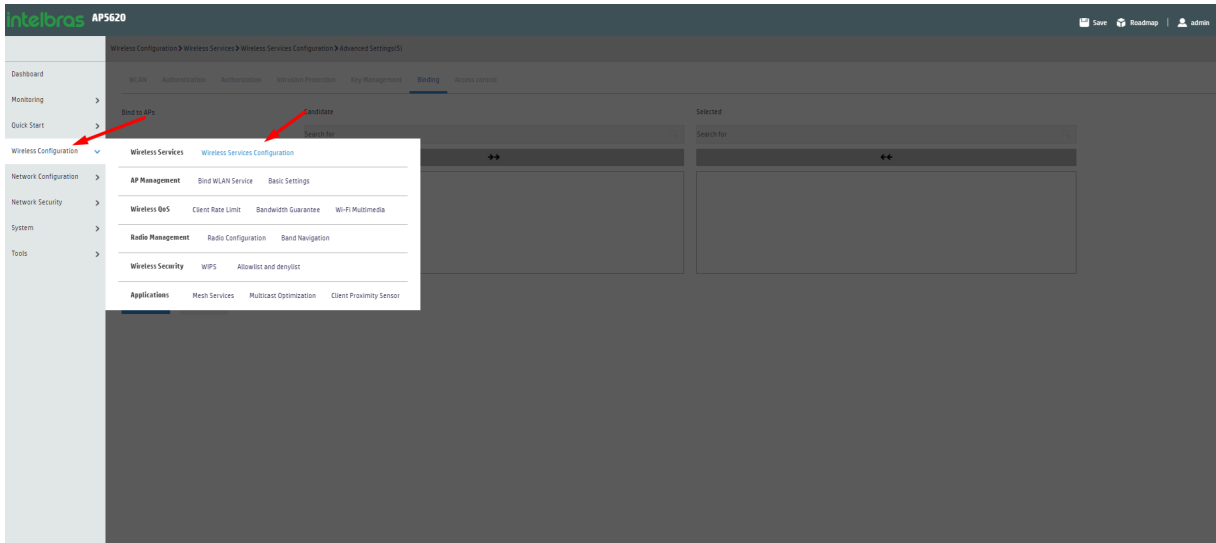 intelbras AP5620
Save Roadmap | admin
Wireless Configuration > Wireless Services > Wireless Services Configuration > Advanced Settings(5)
WLAN Authentication Authorization Intrusion Protection Key Management Binding Access control
Dashboard
Monitoring
Quick Start
Wireless Configuration
Network Configuration
Network Security
System
Tools
Bind to APs Candidate Selected
Search for Search for
Wireless Services Wireless Services Configuration
AP Management Bind WLAN Service Basic Settings
Wireless QoS Client Rate Limit Bandwidth Guarantee Wi-Fi Multimedia
Radio Management Radio Configuration Band Navigation
Wireless Security WIPS Allowlist and denylist
Applications Mesh Services Multicast Optimization Client Proximity Sensor